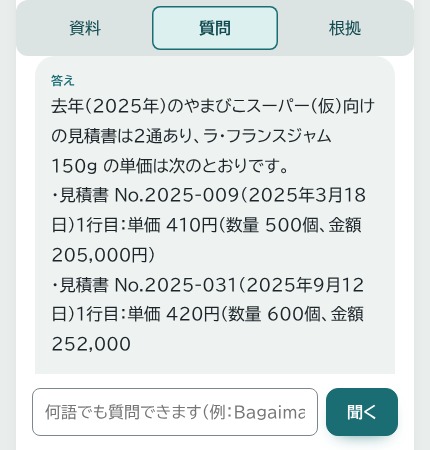 資料 質問 根拠
答え
去年(2025年)のやまびこスーパー(仮)向け
の見積書は2通あり、ラ・フランスジャム
150g の単価は次のとおりです。
・見積書 No.2025-009(2025年3月18
日)1行目:単価 410円(数量 500個、金額
205,000円)
・見積書 No.2025-031(2025年9月12
日)1行目:単価 420円(数量 600個、金額
252,000
何語でも質問できます(例:Bagaima 聞く